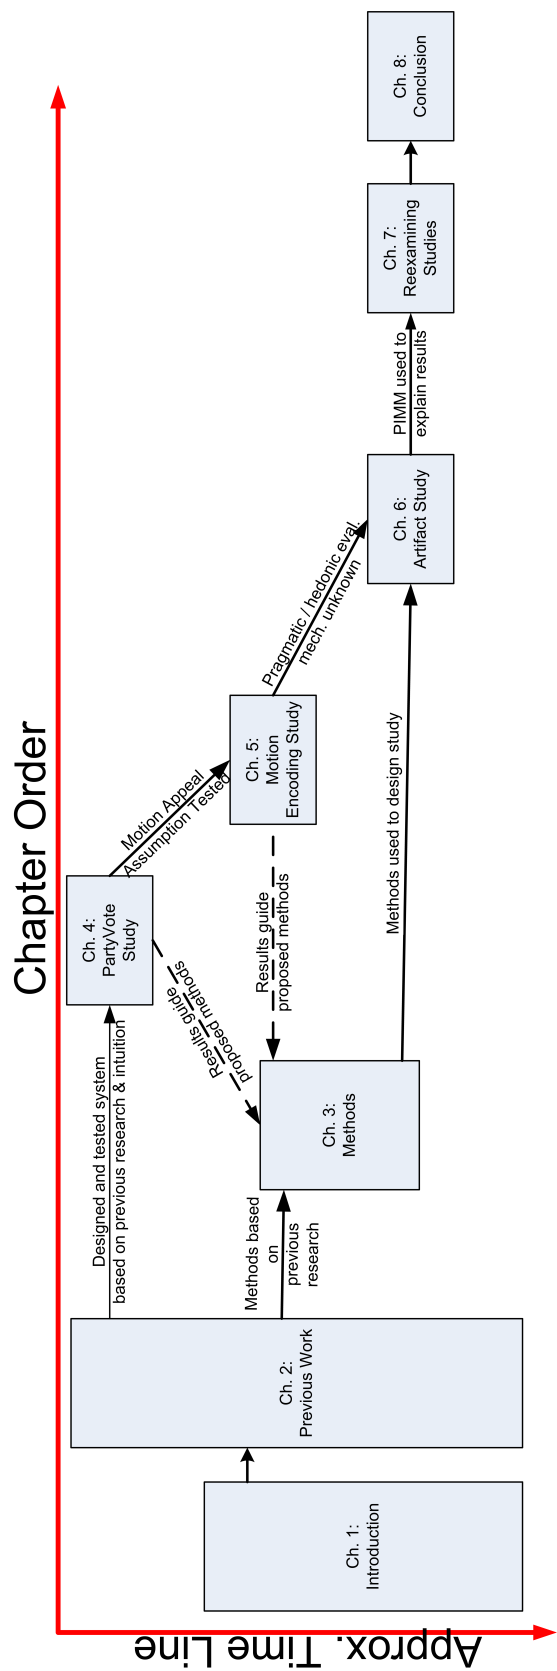 Chapter Order
Approx. Time Line
Ch. 1:
Introduction
Ch. 2:
Previous Work
Designed and tested system
based on previous research & intuition
Methods based
on
previous
research
Ch. 3:
Methods
Ch. 4:
PartyVote
Study
Results guide
proposed methods
Motion Appeal
Assumption Tested
Results guide
proposed methods
Ch. 5:
Motion
Encoding Study
Methods used to design study
Pragmatic / hedonic eval.
mech. unknown
Ch. 6:
Artifact Study
PIMM used to
explain results
Ch. 7:
Reexamining
Studies
Ch. 8:
Conclusion